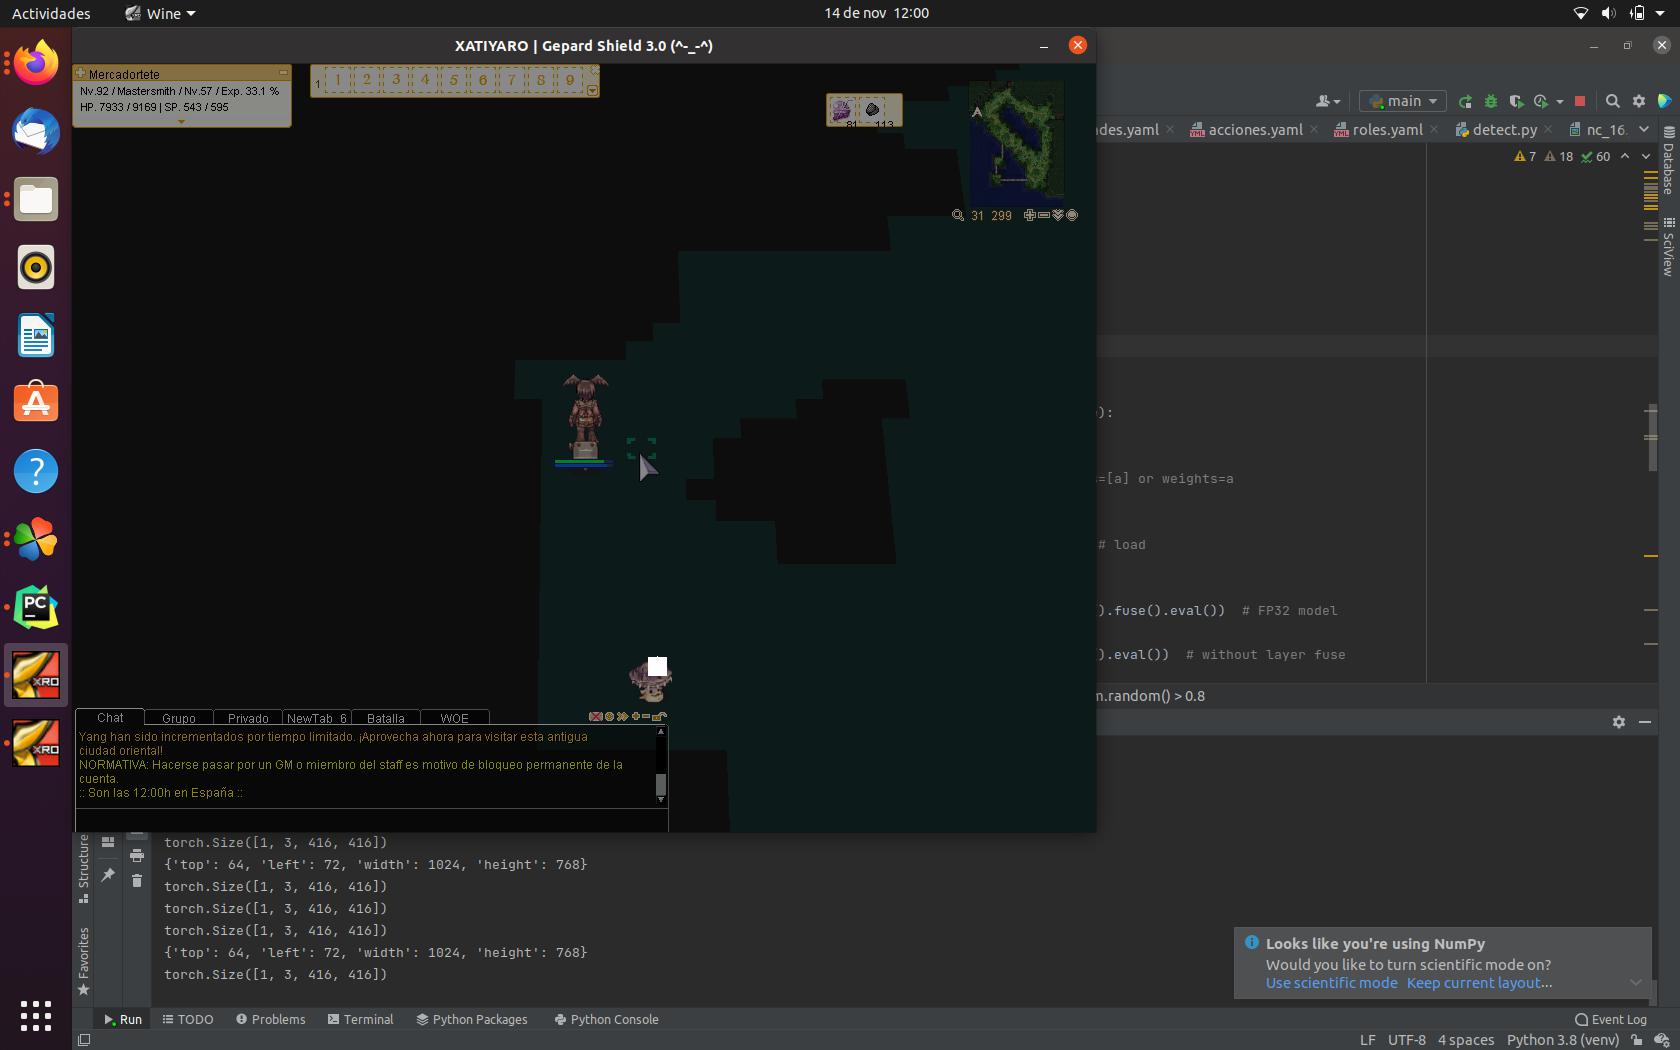 Actividades
Wine
14 de nov 12:00
XATIYARO | Gepard Shield 3.0 (^-_-^)
Mercadortete
Nv.92 / Mastersmith / Nv.57 / Exp. 33.1 %
HP. 7933 / 9169 | SP. 543 / 595
1 1 2 3 4 5 6 7 8 9
81 113
31 299
main
des.yaml
acciones.yaml
roles.yaml
detect.py
nc_16.
7 18 60
Database
SciView
):
=[a] or weights=a
# load
).fuse().eval()) # FP32 model
).eval()) # without layer fuse
m.random() > 0.8
PC
XRO
XRO
Chat Grupo Privado NewTab_6 Batalla WOE
Yang han sido incrementados por tiempo limitado. ¡Aprovecha ahora para visitar esta antigua
ciudad oriental!
NORMATIVA: Hacerse pasar por un GM o miembro del staff es motivo de bloqueo permanente de la
cuenta.
:: Son las 12:00h en España ::
Structure
Favorites
torch.Size([1, 3, 416, 416])
{'top': 64, 'left': 72, 'width': 1024, 'height': 768}
torch.Size([1, 3, 416, 416])
torch.Size([1, 3, 416, 416])
torch.Size([1, 3, 416, 416])
{'top': 64, 'left': 72, 'width': 1024, 'height': 768}
torch.Size([1, 3, 416, 416])
Looks like you're using NumPy
Would you like to turn scientific mode on?
Use scientific mode Keep current layout...
Run TODO Problems Terminal Python Packages Python Console
Event Log
LF UTF-8 4 spaces Python 3.8 (venv)